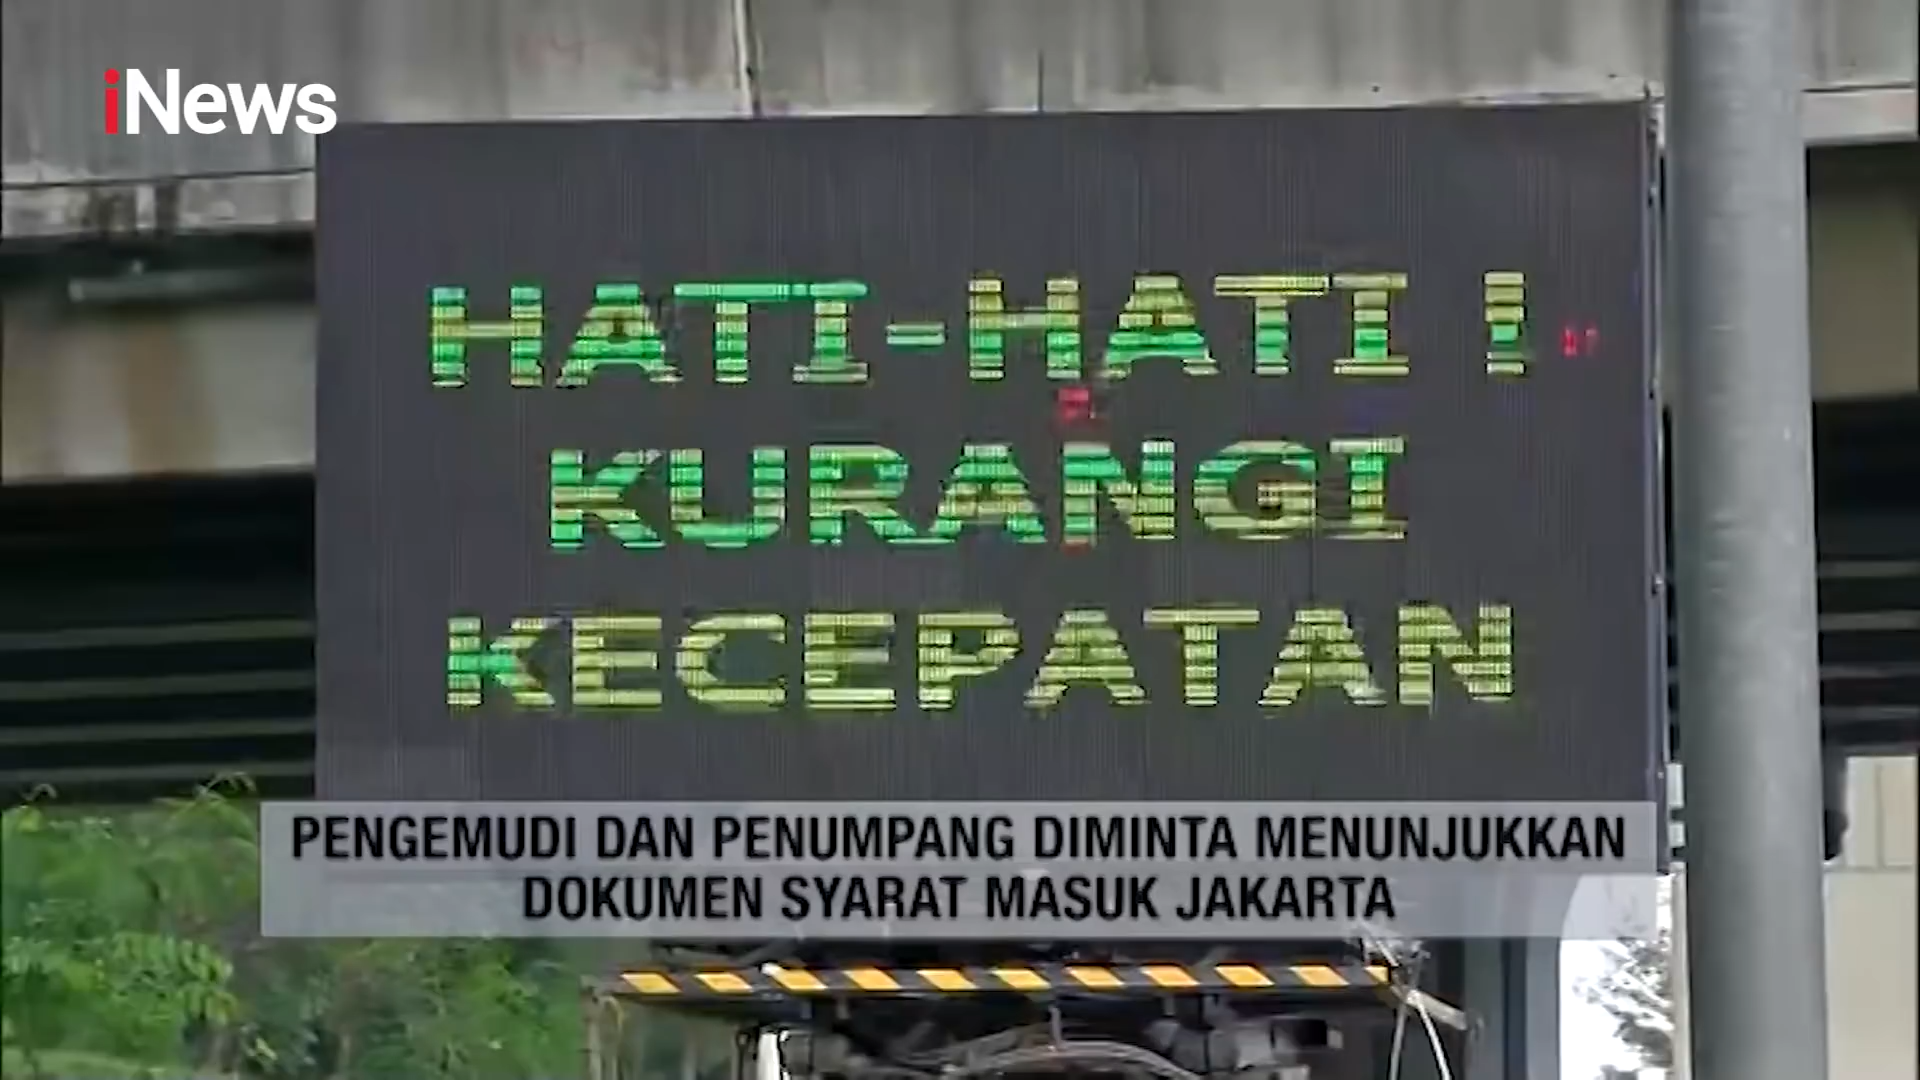 iNews
HATI-HATI !
KURANGI
KECEPATAN
PENGEMUDI DAN PENUMPANG DIMINTA MENUNJUKKAN
DOKUMEN SYARAT MASUK JAKARTA